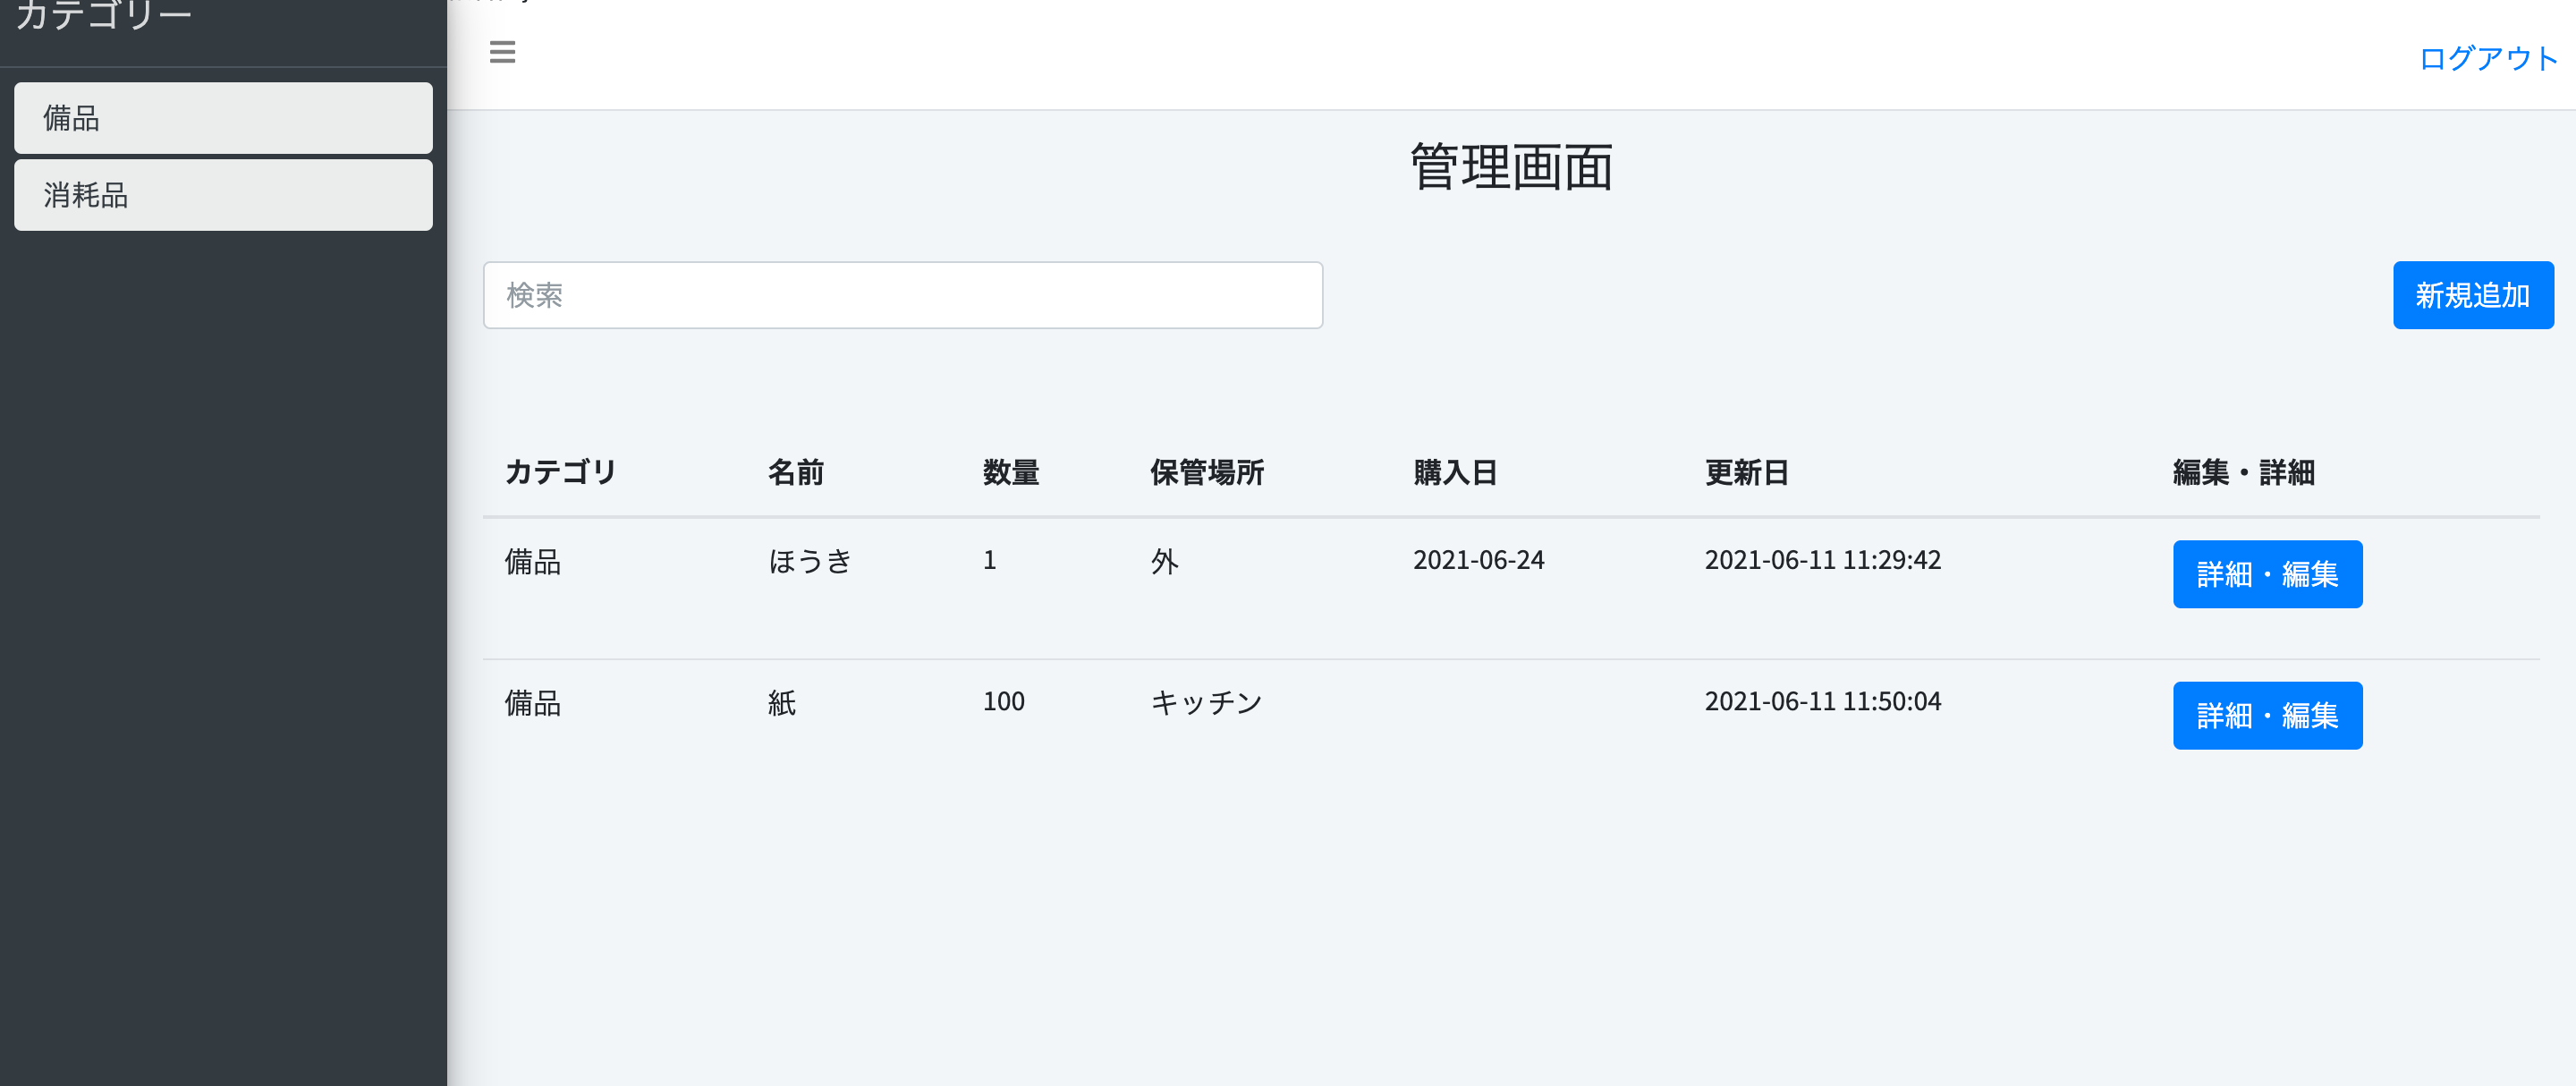 カテゴリー
備品
消耗品
ログアウト
管理画面
検索
新規追加
カテゴリ 名前 数量 保管場所 購入日 更新日 編集・詳細
備品 ほうき 1 外 2021-06-24 2021-06-11 11:29:42 詳細・編集
備品 紙 100 キッチン 2021-06-11 11:50:04 詳細・編集